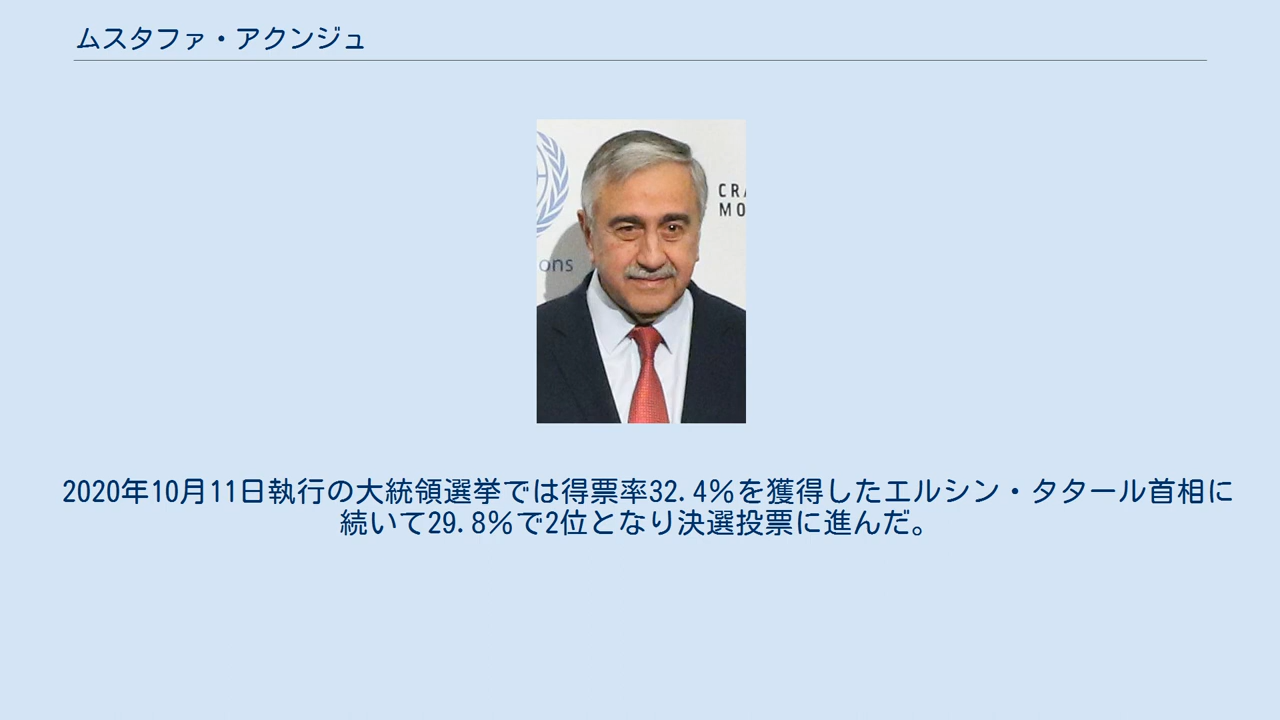 ムスタファ・アクンジュ
CRA
MO
ons
2020年10月11日執行の大統領選挙では得票率32.4％を獲得したエルシン・タタール首相に
続いて29.8％で2位となり決選投票に進んだ。